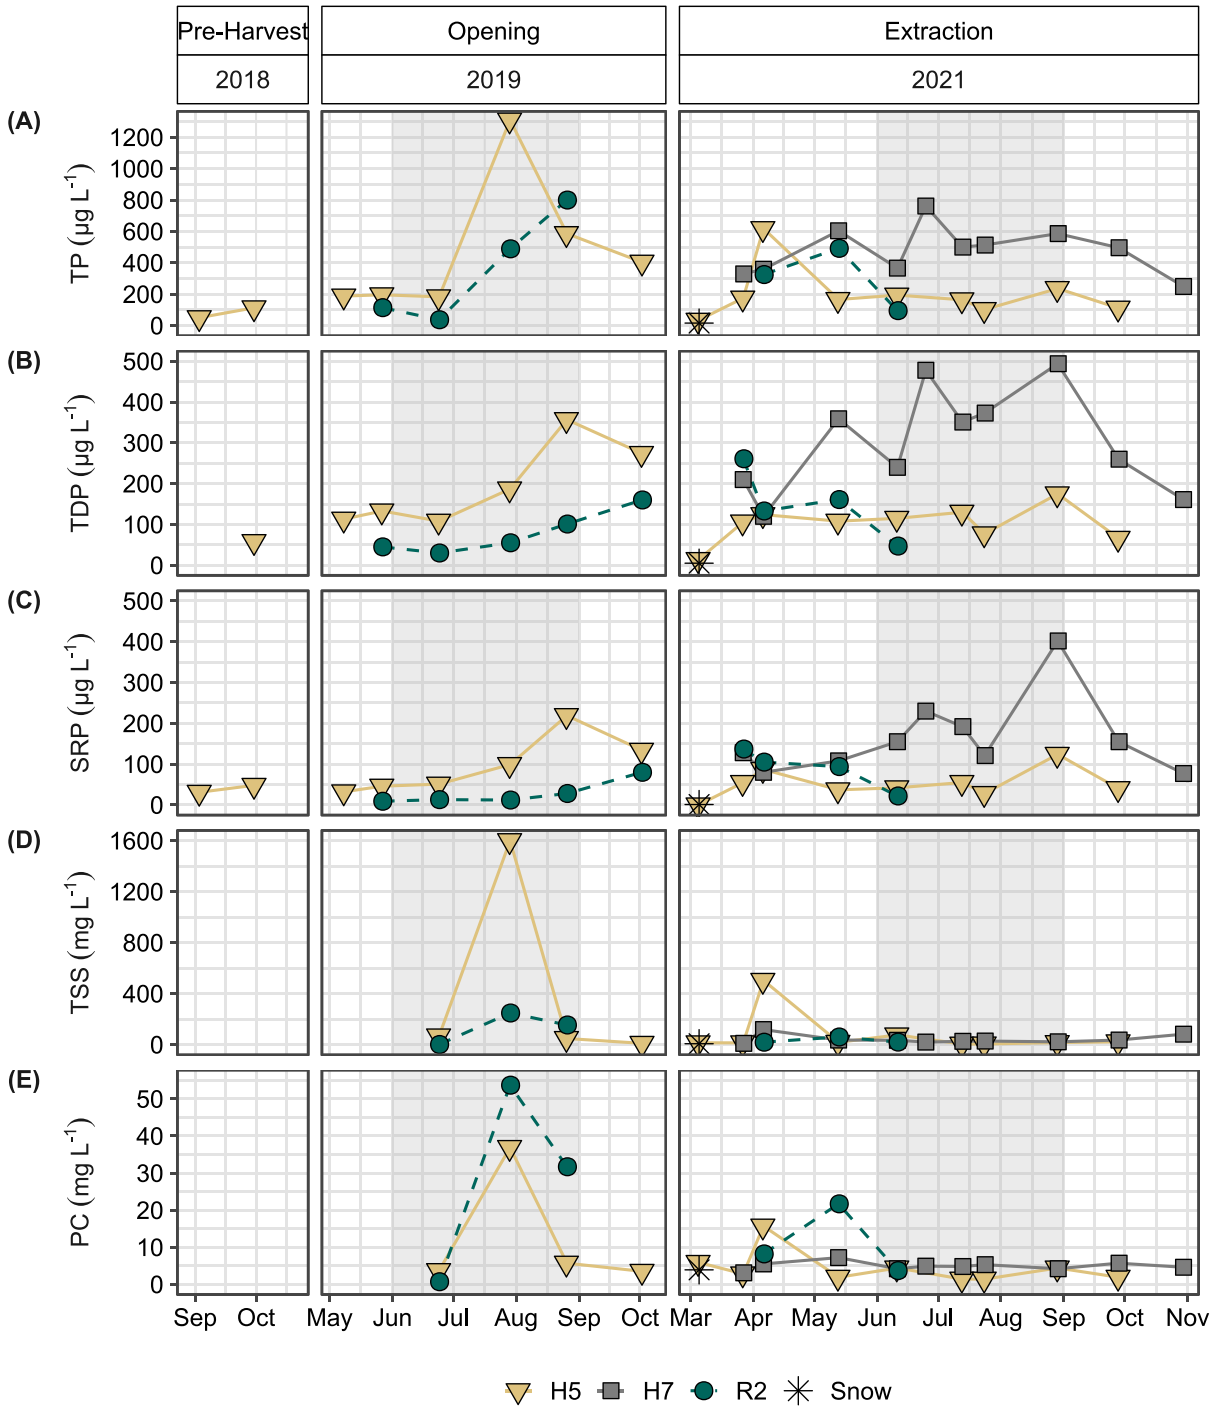 Pre-Harvest Opening Extraction
2018 2019 2021
(A)
TP (µg L⁻¹)
1200
1000
800
600
400
200
0
(B)
TDP (µg L⁻¹)
500
400
300
200
100
0
(C)
SRP (µg L⁻¹)
500
400
300
200
100
0
(D)
TSS (mg L⁻¹)
1600
1200
800
400
0
(E)
PC (mg L⁻¹)
50
40
30
20
10
0
Sep Oct May Jun Jul Aug Sep Oct Mar Apr May Jun Jul Aug Sep Oct Nov
H5 H7 R2 Snow